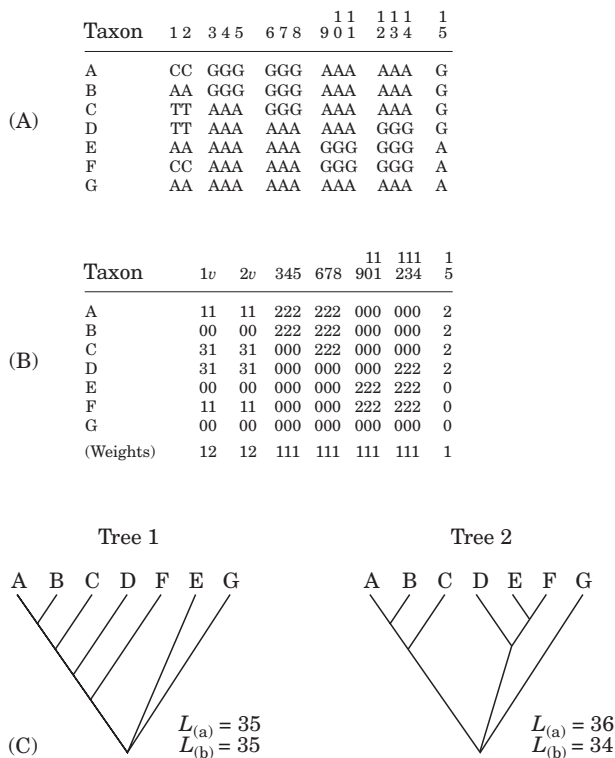 1 1 1 1 1 1
Taxon 1 2 3 4 5 6 7 8 9 0 1 2 3 4 5
A CC GGG GGG AAA AAA G
B AA GGG GGG AAA AAA G
(A) C TT AAA GGG AAA AAA G
D TT AAA AAA AAA GGG G
E AA AAA AAA GGG GGG A
F CC AAA AAA GGG GGG A
G AA AAA AAA AAA AAA A
11 111 1
Taxon 1v 2v 345 678 901 234 5
A 11 11 222 222 000 000 2
B 00 00 222 222 000 000 2
(B) C 31 31 000 222 000 000 2
D 31 31 000 000 000 222 2
E 00 00 000 000 222 222 0
F 11 11 000 000 222 222 0
G 00 00 000 000 000 000 0
(Weights) 12 12 111 111 111 111 1
Tree 1 Tree 2
A B C D F E G A B C D E F G
L(a) = 35 L(a) = 36
(C) L(b) = 35 L(b) = 34